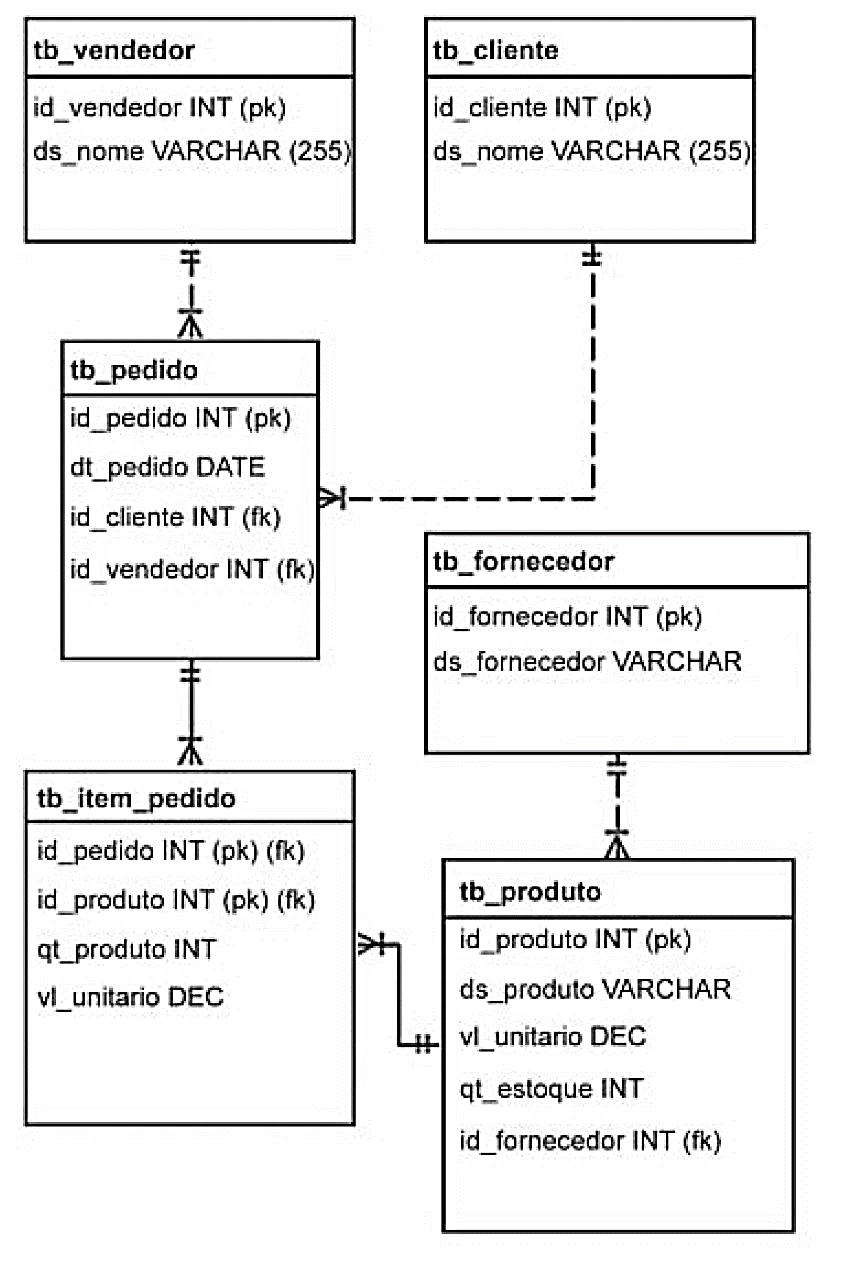 tb_vendedor
id_vendedor INT (pk)
ds_nome VARCHAR (255)
tb_cliente
id_cliente INT (pk)
ds_nome VARCHAR (255)
tb_pedido
id_pedido INT (pk)
dt_pedido DATE
id_cliente INT (fk)
id_vendedor INT (fk)
tb_fornecedor
id_fornecedor INT (pk)
ds_fornecedor VARCHAR
tb_item_pedido
id_pedido INT (pk) (fk)
id_produto INT (pk) (fk)
qt_produto INT
vl_unitario DEC
tb_produto
id_produto INT (pk)
ds_produto VARCHAR
vl_unitario DEC
qt_estoque INT
id_fornecedor INT (fk)